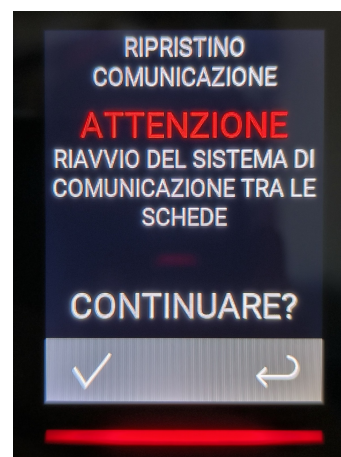 RIPRISTINO
COMUNICAZIONE
ATTENZIONE
RIAVVIO DEL SISTEMA DI
COMUNICAZIONE TRA LE
SCHEDE
CONTINUARE?